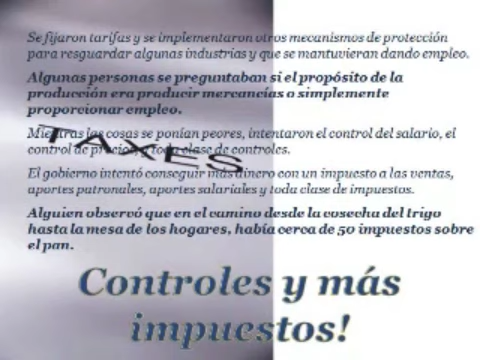 Se fijaron tarifas y se implementaron otros mecanismos de protección
para resguardar algunas industrias y que se mantuvieran dando empleo.
Algunas personas se preguntaban si el propósito de la
producción era producir mercancías o simplemente
proporcionar empleo.
Mientras las cosas se ponían peores, intentaron el control del salario, el
control de precios, y toda clase de controles.
TAXES
El gobierno intentó conseguir más dinero con un impuesto a las ventas,
aportes patronales, aportes salariales y toda clase de impuestos.
Alguien observó que en el camino desde la cosecha del trigo
hasta la mesa de los hogares, había cerca de 50 impuestos sobre
el pan.
Controles y más
impuestos!